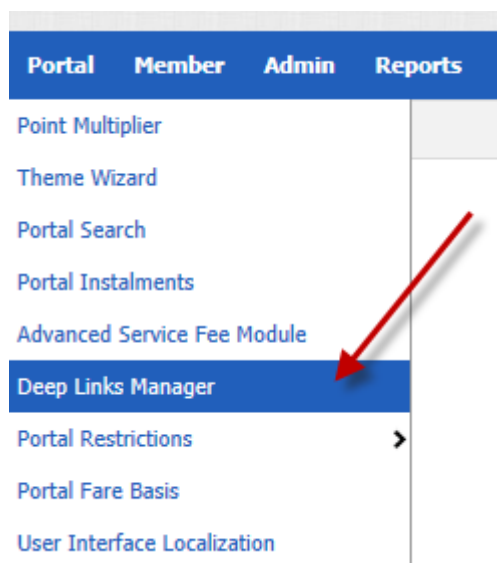 Portal Member Admin Reports
Point Multiplier
Theme Wizard
Portal Search
Portal Instalments
Advanced Service Fee Module
Deep Links Manager
Portal Restrictions
Portal Fare Basis
User Interface Localization